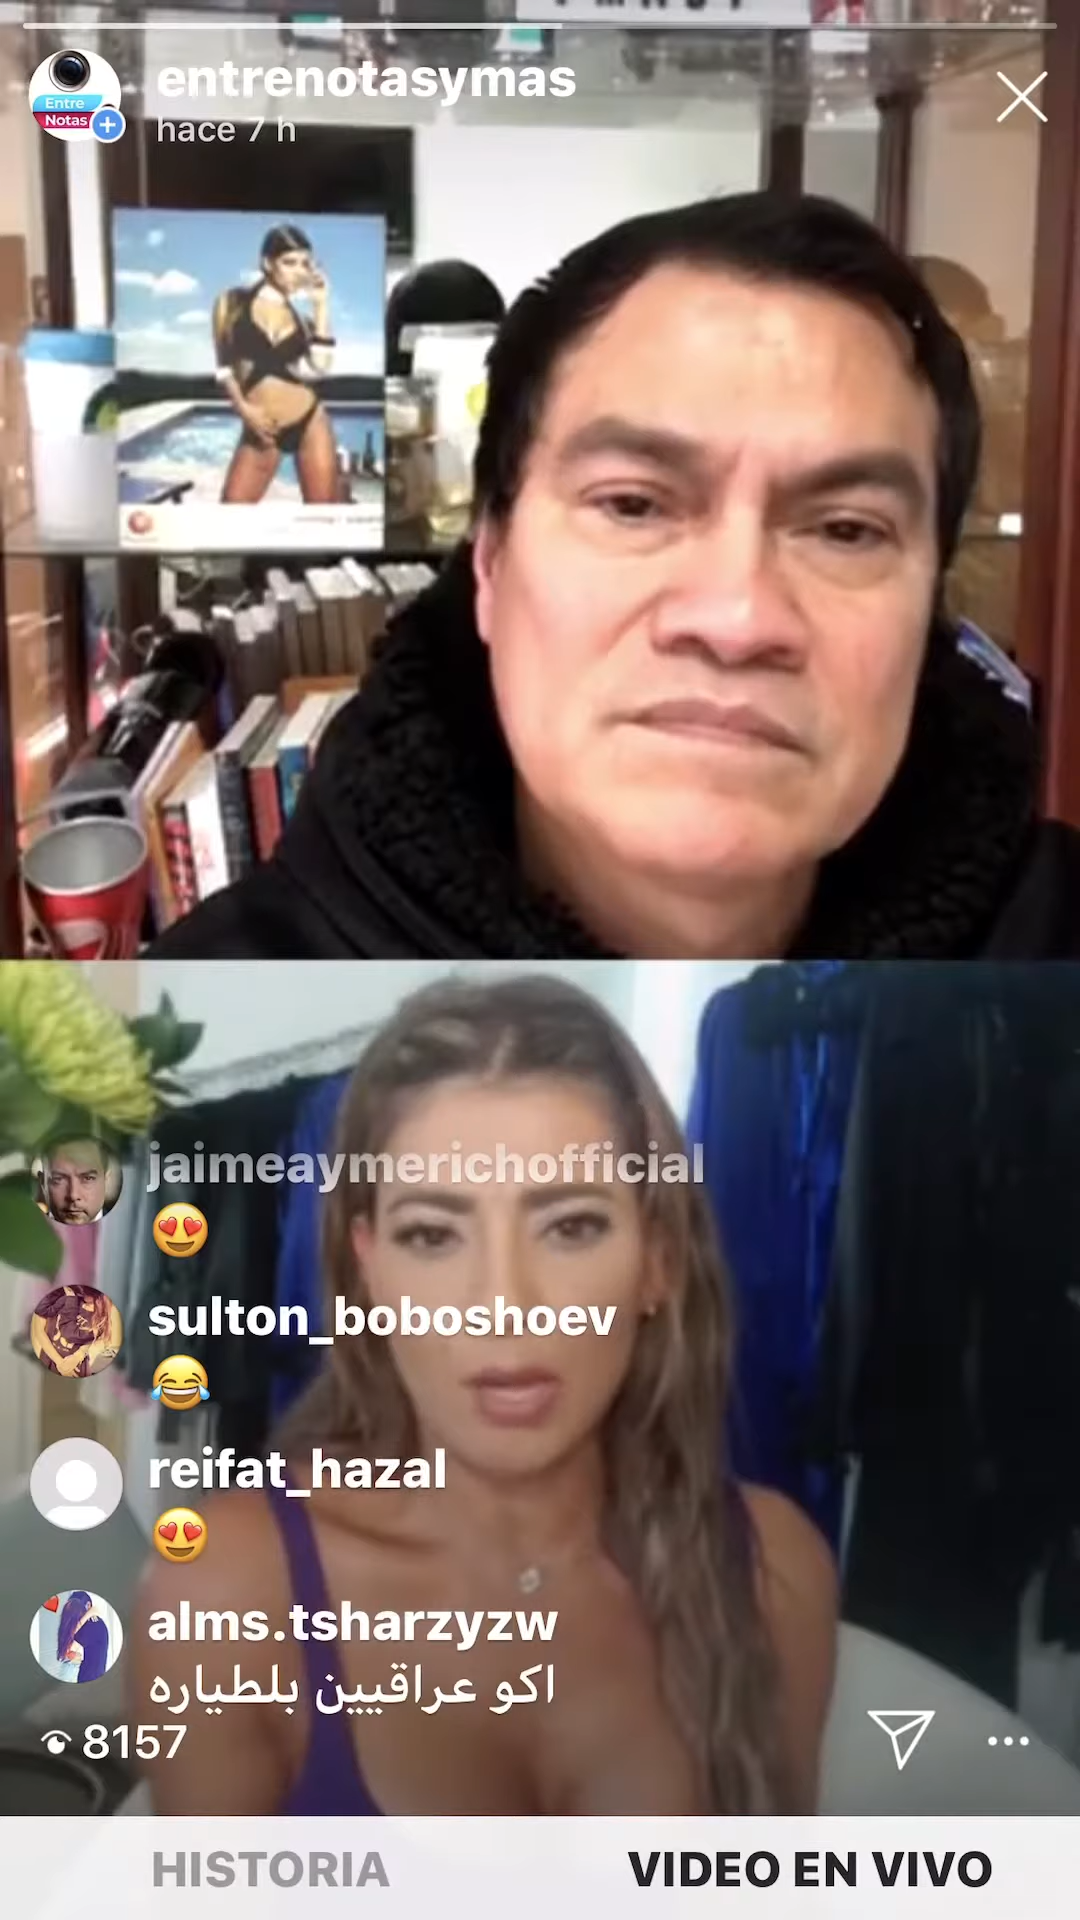 entrenotasymas
hace 7 h
Entre
Notas
jaimeaymerichofficial
😍
sulton_boboshoev
😂
reifat_hazal
😍
alms.tsharzyzw
اكو عراقيين بلطياره
8157
HISTORIA
VIDEO EN VIVO